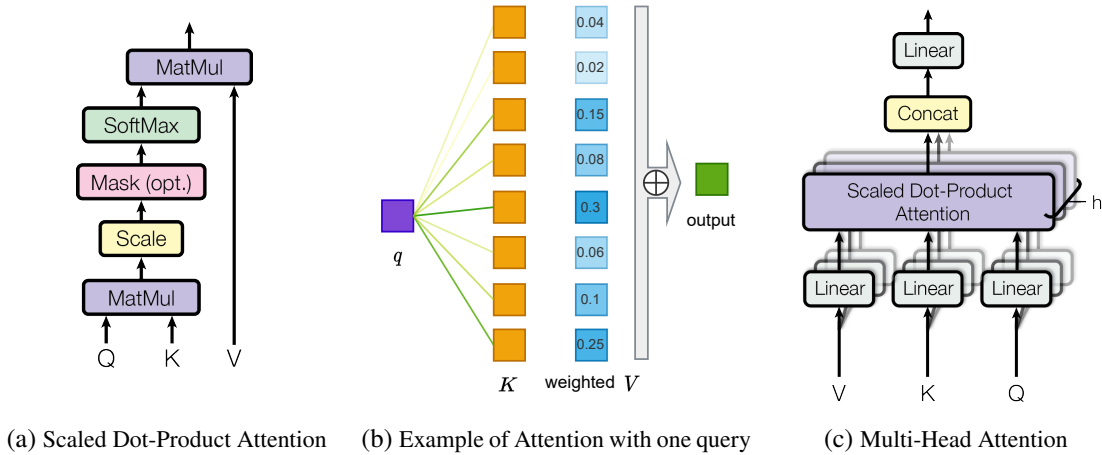 MatMul
SoftMax
Mask (opt.)
Scale
MatMul
Q K V
0.04
0.02
0.15
0.08
0.3
0.06
0.1
0.25
q
K weighted V
output
Linear
Concat
Scaled Dot-Product
Attention
h
Linear Linear Linear
V K Q
(a) Scaled Dot-Product Attention
(b) Example of Attention with one query
(c) Multi-Head Attention